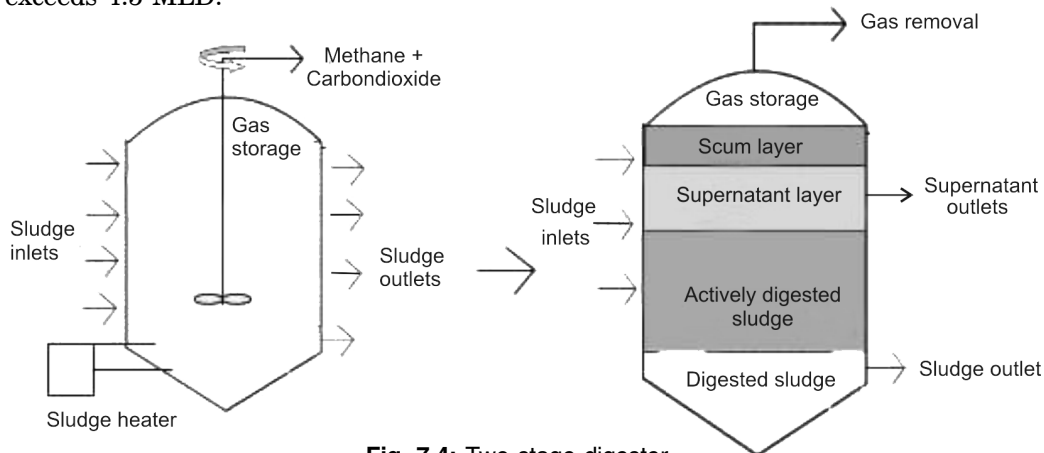 exceeds 4.5 MLD.
Gas removal
Methane +
Carbondioxide
Gas storage
Gas
storage
Scum layer
Supernatant layer
Supernatant
outlets
Sludge
inlets
Sludge
inlets
Sludge
outlets
Actively digested
sludge
Digested sludge
Sludge outlet
Sludge heater
Fig. 7.4: Two stage digester